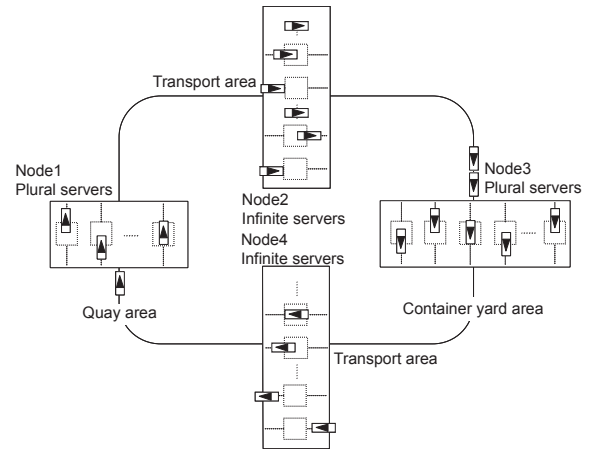 Transport area
Node1
Plural servers
Node3
Plural servers
Node2
Infinite servers
Node4
Infinite servers
Quay area
Container yard area
Transport area